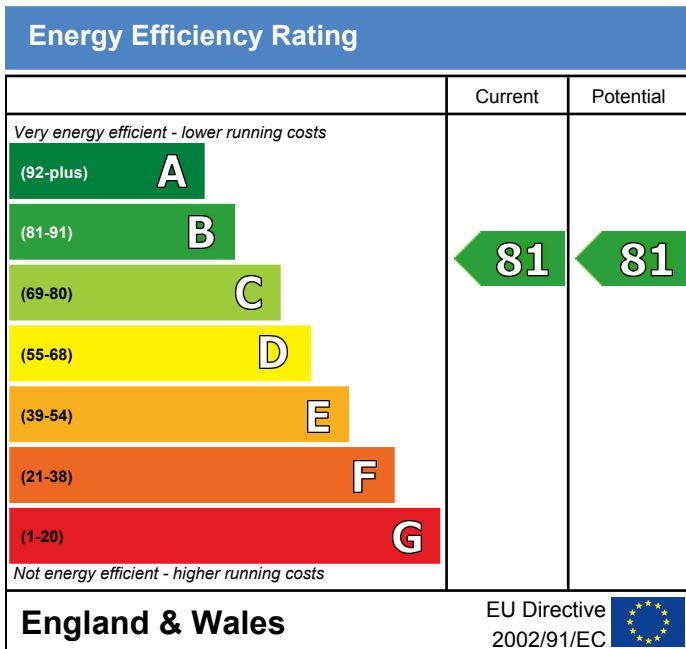 Energy Efficiency Rating
Current Potential
Very energy efficient - lower running costs
(92-plus) A
(81-91) B
81 81
(69-80) C
(55-68) D
(39-54) E
(21-38) F
(1-20) G
Not energy efficient - higher running costs
England & Wales
EU Directive
2002/91/EC